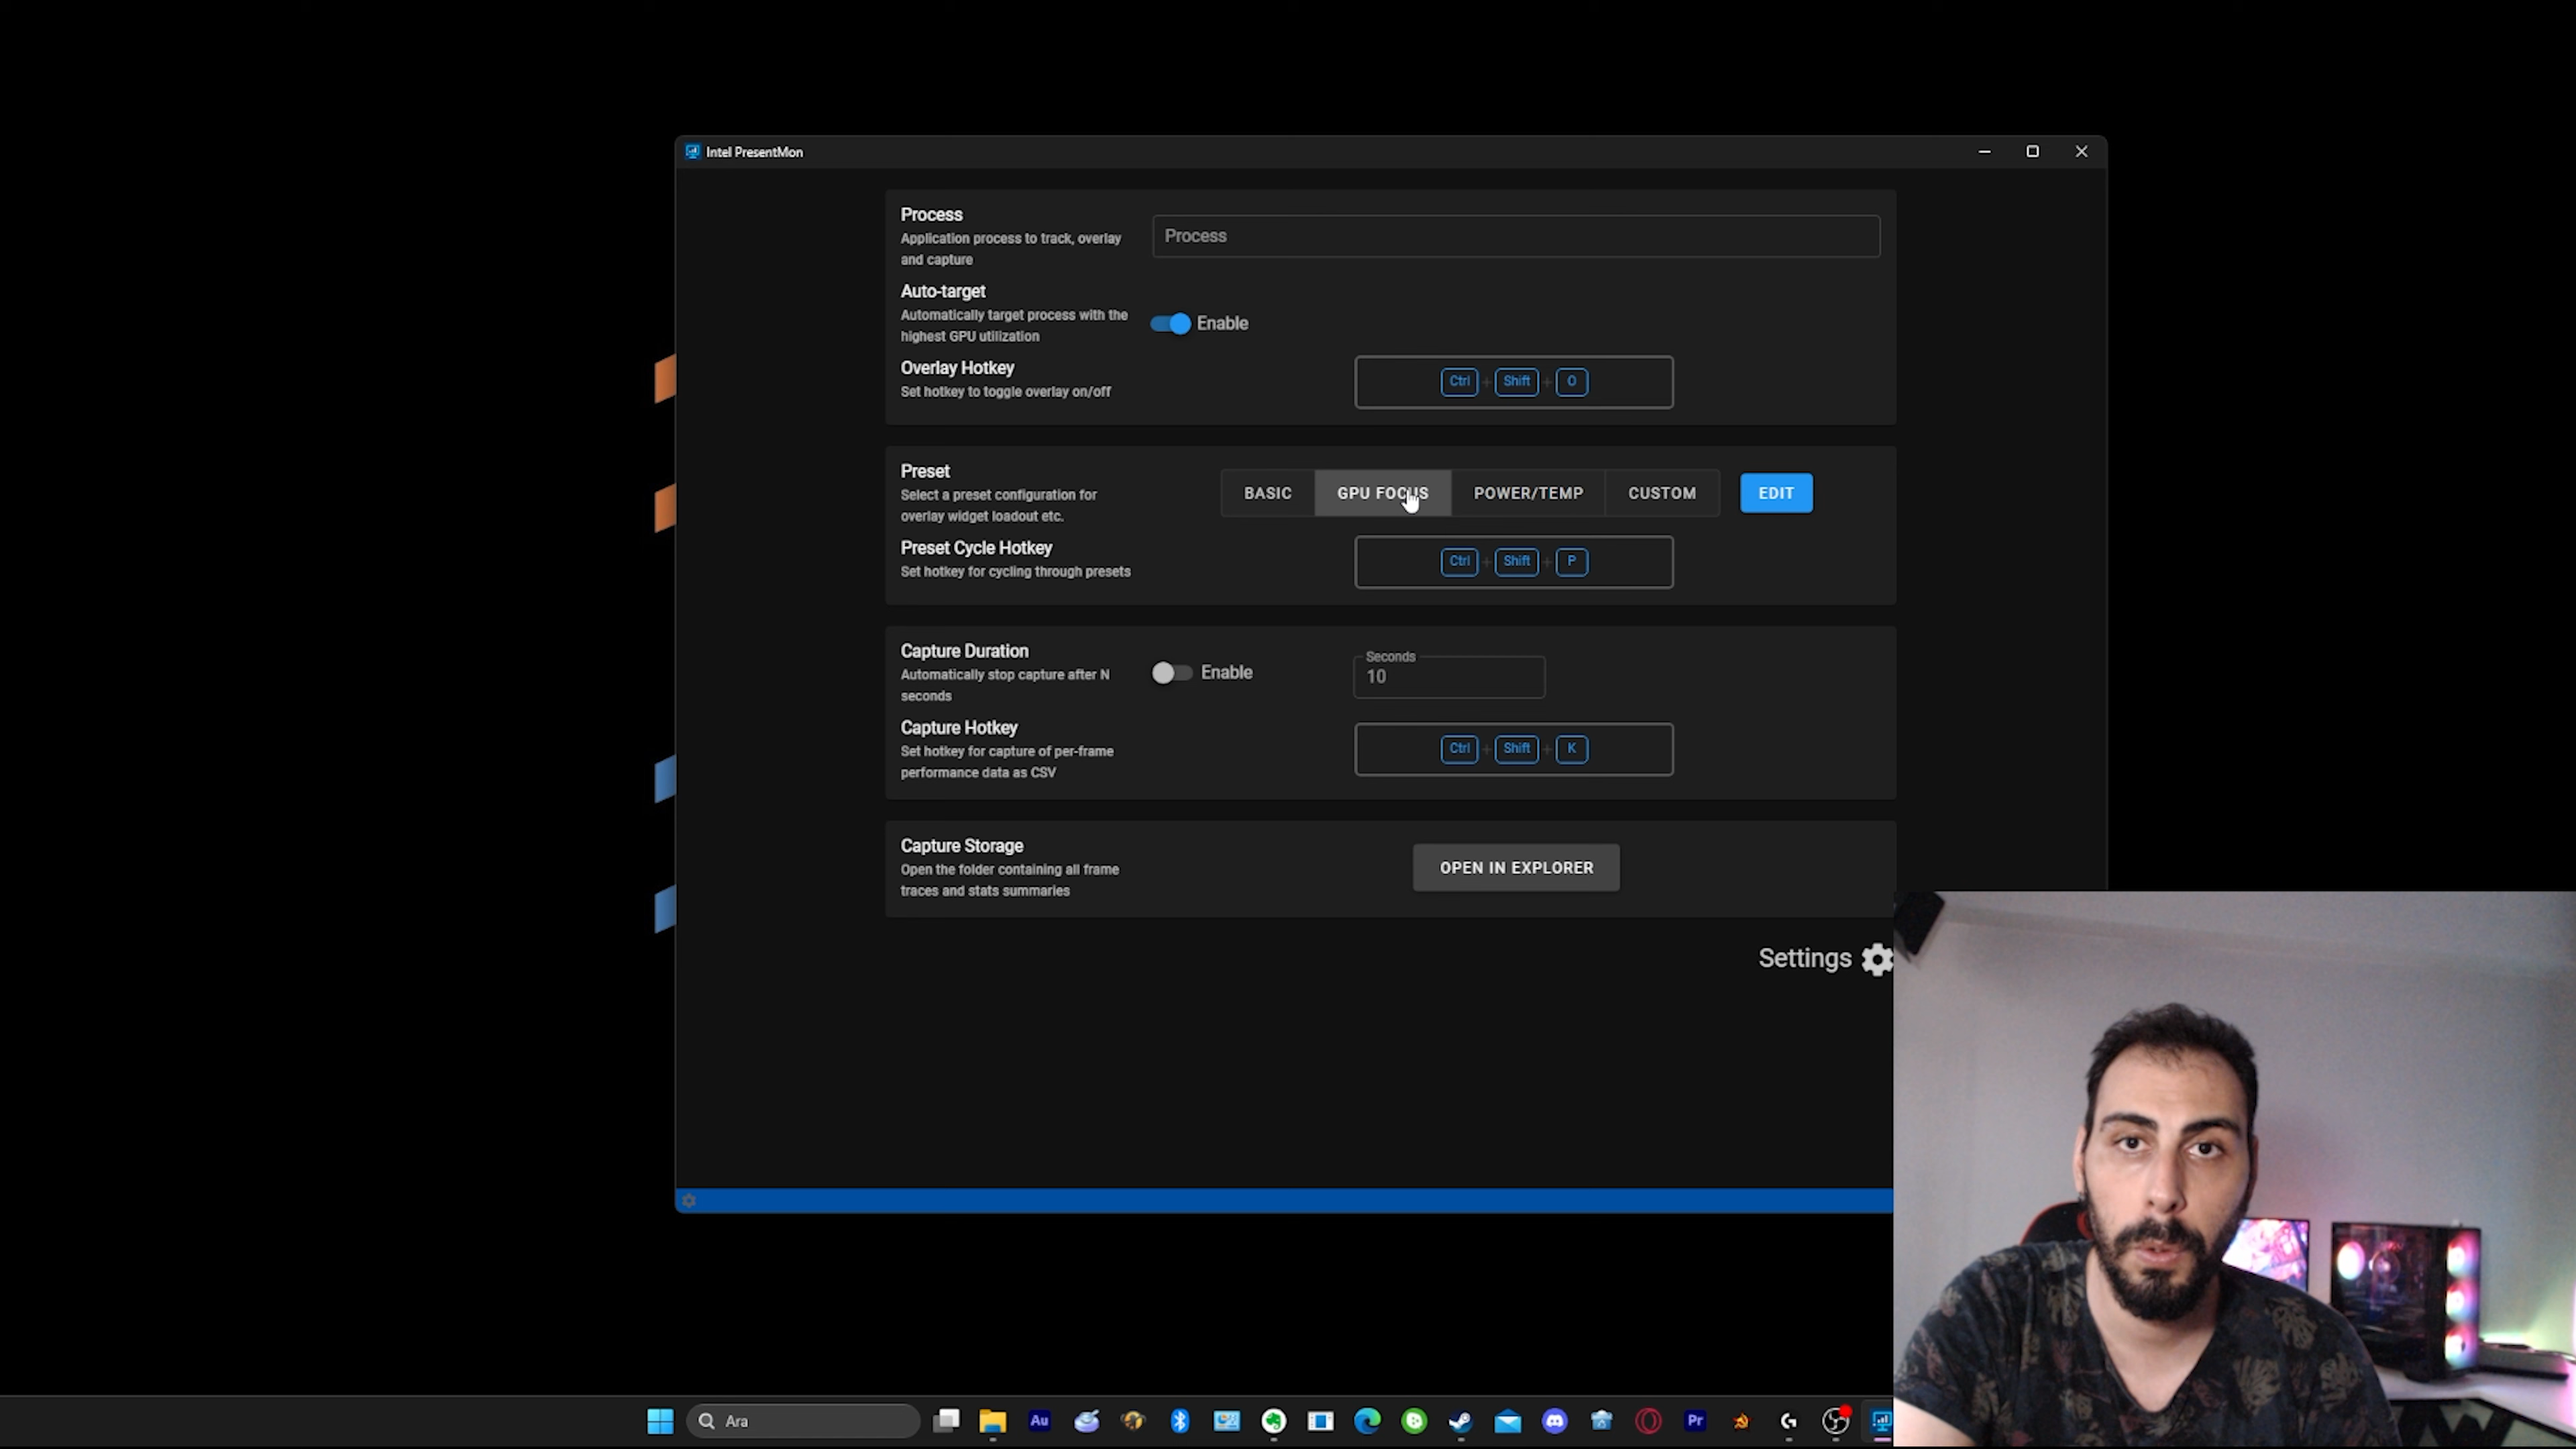 Intel PresentMon
Process
Application process to track, overlay
and capture
Process
Auto-target
Automatically target process with the
highest GPU utilization
Enable
Overlay Hotkey
Set hotkey to toggle overlay on/off
Ctrl + Shift + O
Preset
Select a preset configuration for
overlay widget loadout etc.
BASIC
GPU FOCUS
POWER/TEMP
CUSTOM
EDIT
Preset Cycle Hotkey
Set hotkey for cycling through presets
Ctrl + Shift + P
Capture Duration
Automatically stop capture after N
seconds
Enable
Seconds
10
Capture Hotkey
Set hotkey for capture of per-frame
performance data as CSV
Ctrl + Shift + K
Capture Storage
Open the folder containing all frame
traces and stats summaries
OPEN IN EXPLORER
Settings
Ara
Au
Pr